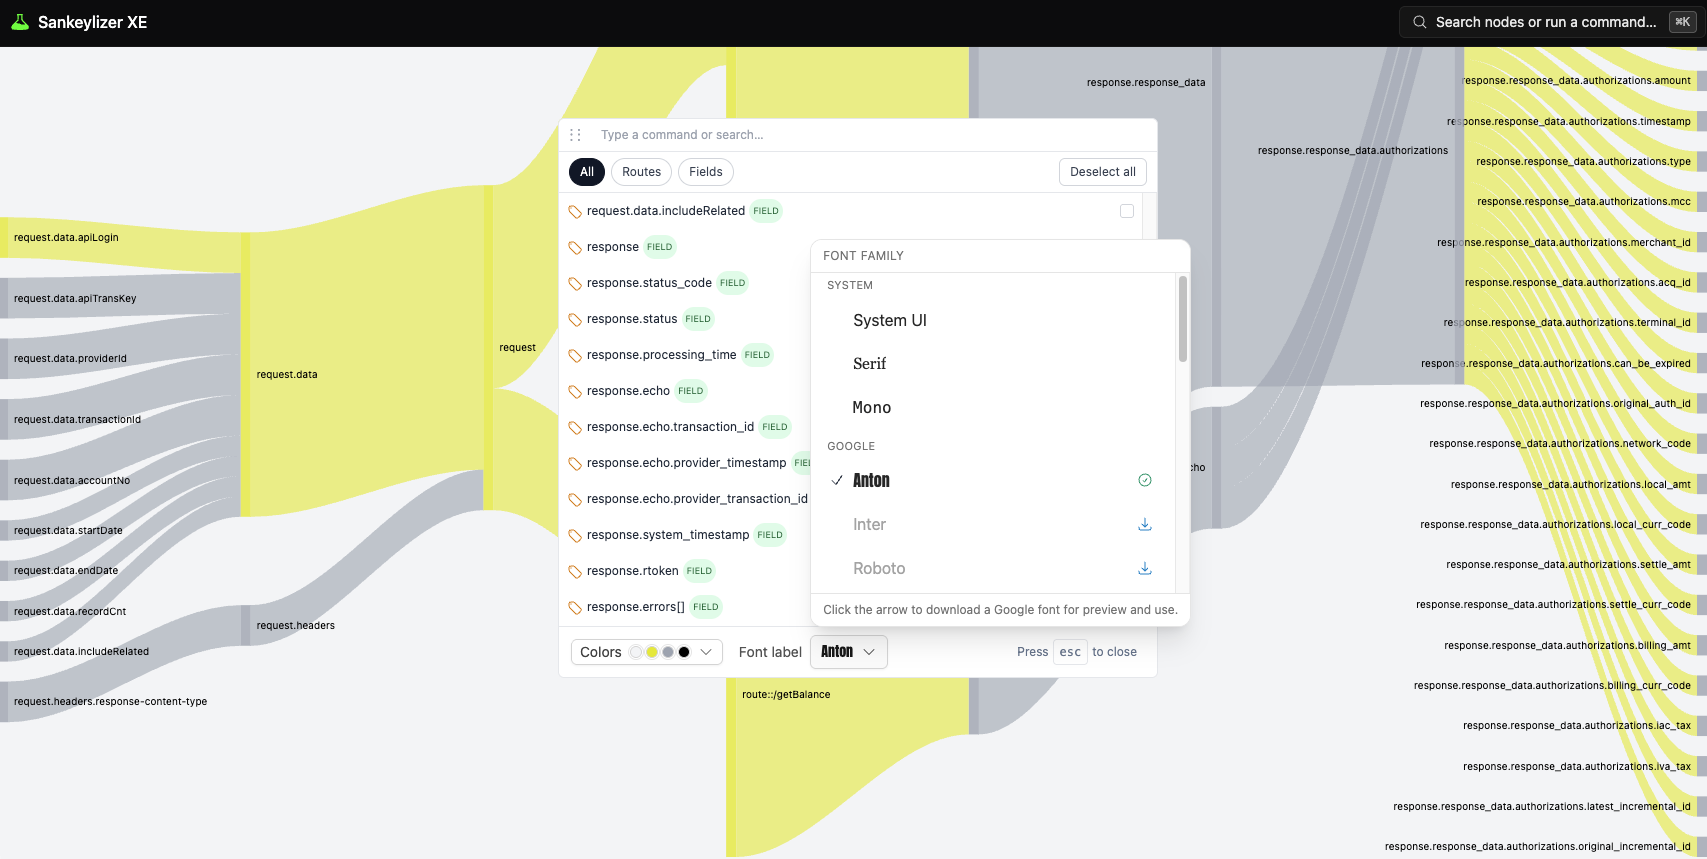 Sankeylizer XE
Search nodes or run a command... ⌘K
request.data.apiLogin
request.data.apiTransKey
request.data.providerId
request.data.transactionId
request.data.accountNo
request.data.startDate
request.data.endDate
request.data.recordCnt
request.data.includeRelated
request.headers.response-content-type
request.data
request.headers
request
Type a command or search...
All
Routes
Fields
Deselect all
request.data.includeRelated FIELD
response FIELD
response.status_code FIELD
response.status FIELD
response.processing_time FIELD
response.echo FIELD
response.echo.transaction_id FIELD
response.echo.provider_timestamp
response.echo.provider_transaction_id
response.system_timestamp FIELD
response.rtoken FIELD
response.errors[] FIELD
FONT FAMILY
SYSTEM
System UI
Serif
Mono
GOOGLE
Anton
Inter
Roboto
Click the arrow to download a Google font for preview and use.
Colors
Font label
Anton
Press esc to close
route::/getBalance
response.response_data
response.response_data.authorizations
response.response_data.authorizations.amount
response.response_data.authorizations.timestamp
response.response_data.authorizations.type
response.response_data.authorizations.mcc
response.response_data.authorizations.merchant_id
response.response_data.authorizations.acq_id
response.response_data.authorizations.terminal_id
response.response_data.authorizations.can_be_expired
response.response_data.authorizations.original_auth_id
response.response_data.authorizations.network_code
response.response_data.authorizations.local_amt
response.response_data.authorizations.local_curr_code
response.response_data.authorizations.settle_amt
response.response_data.authorizations.settle_curr_code
response.response_data.authorizations.billing_amt
response.response_data.authorizations.billing_curr_code
response.response_data.authorizations.iac_tax
response.response_data.authorizations.iva_tax
response.response_data.authorizations.latest_incremental_id
response.response_data.authorizations.original_incremental_id